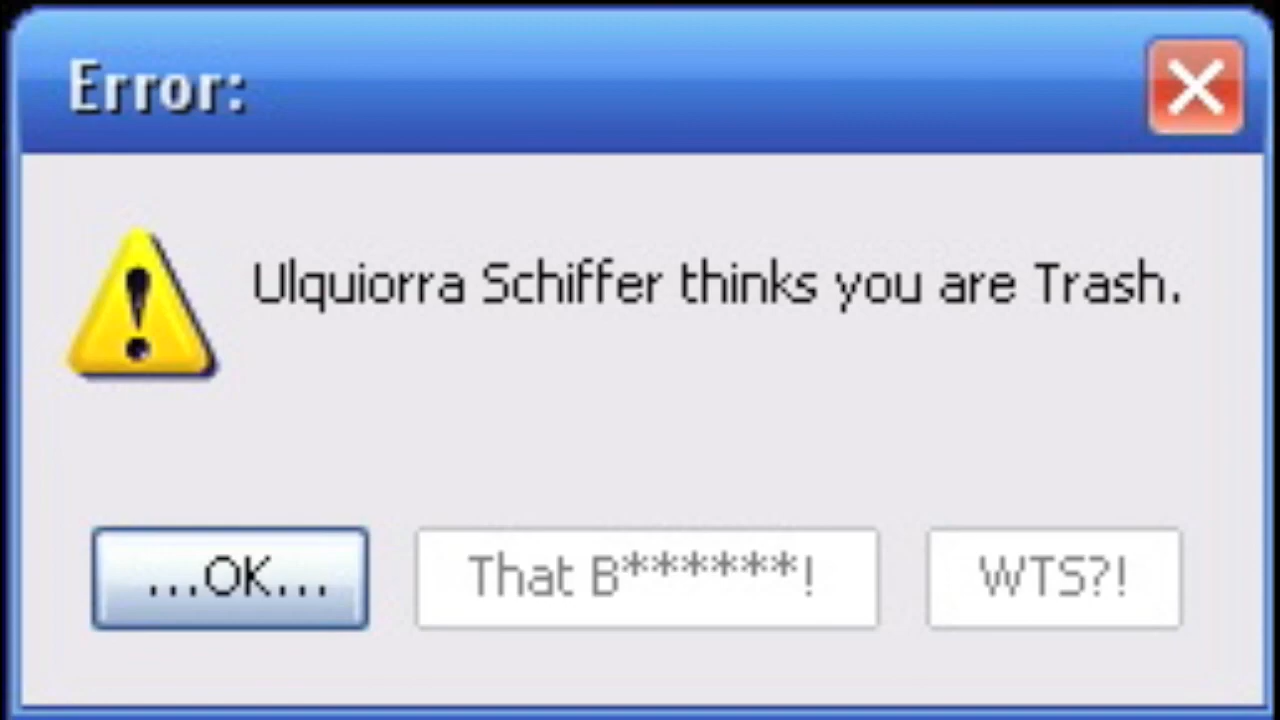 Error:
Ulquiorra Schiffer thinks you are Trash.
...OK...
That B******!
WTS?!